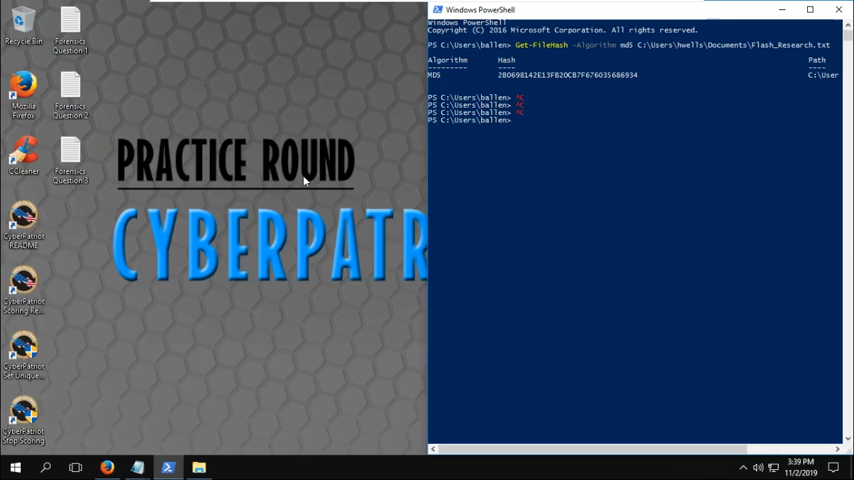 Recycle Bin
Forensics
Question 1
Mozilla
Firefox
Forensics
Question 2
CCleaner
Forensics
Question 3
CyberPatriot
README
CyberPatriot
Scoring Re...
CyberPatriot
Set Unique...
CyberPatriot
Stop Scoring
PRACTICE ROUND
CYBERPATR
Windows PowerShell
Windows PowerShell
Copyright (C) 2016 Microsoft Corporation. All rights reserved.
PS C:\Users\ballen> Get-FileHash -Algorithm md5 C:\Users\hwells\Documents\Flash_Research.txt
Algorithm Hash Path
--------- ---- ----
MD5 2B0698142E13FB2OCB7F676035686934 C:\User
PS C:\Users\ballen> ^C
PS C:\Users\ballen> ^C
PS C:\Users\ballen> ^C
PS C:\Users\ballen>
3:39 PM
11/2/2019